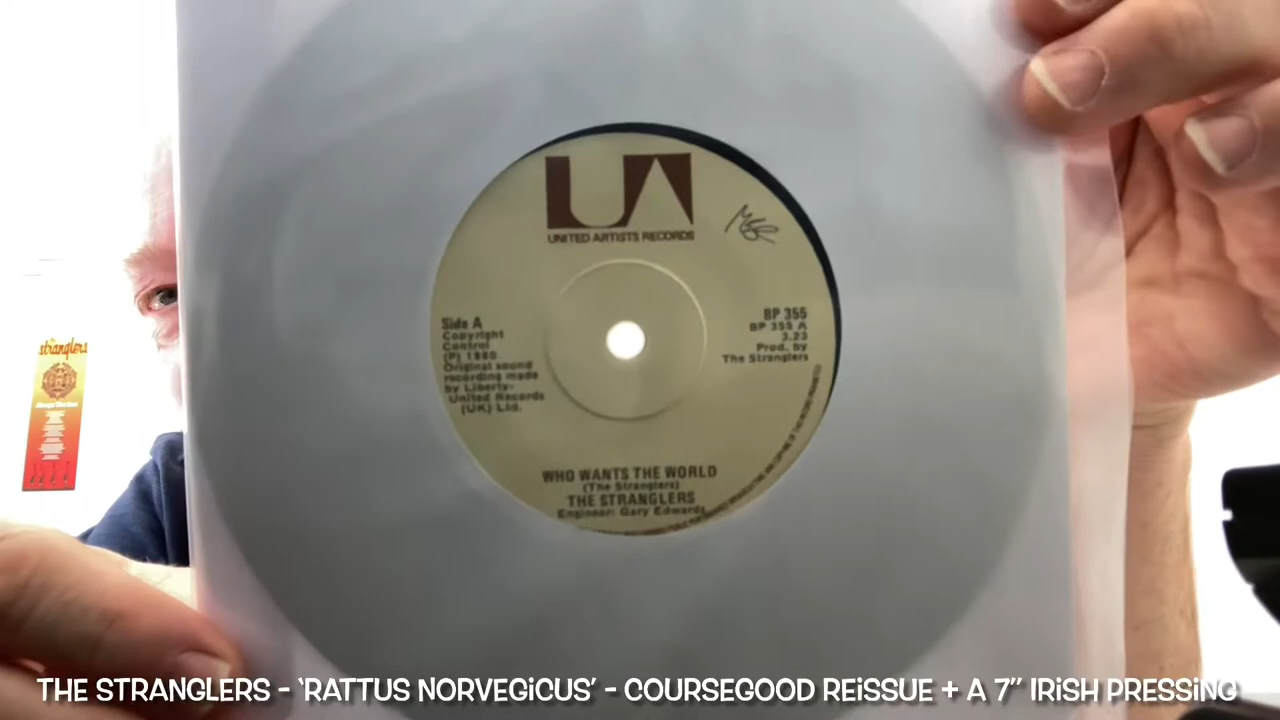 UA
UNITED ARTISTS RECORDS
Side A
Copyright
Control
(P) 1980
Original sound
recording made
by Liberty-
United Records
(UK) Ltd.
BP 355
BP 355 A
3.23
Prod. by
The Stranglers
WHO WANTS THE WORLD
(The Stranglers)
THE STRANGLERS
Engineer: Gary Edwards
stranglers
THE STRANGLERS - 'RATTUS NORVEGICUS' - COURSEGOOD REISSUE + A 7" IRISH PRESSING